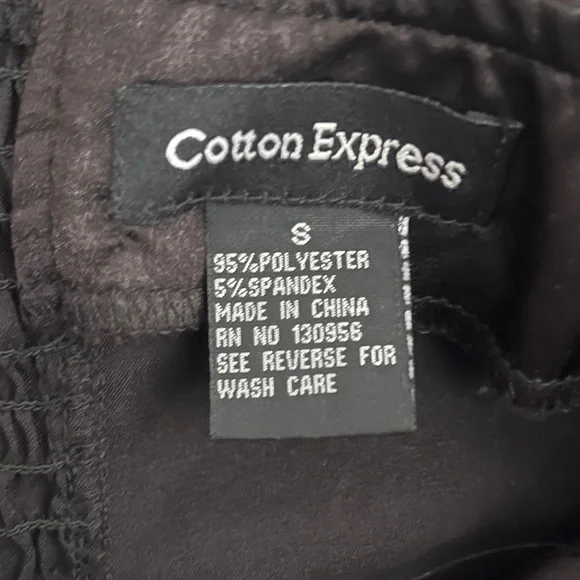 Cotton Express
S
95%POLYESTER
5%SPANDEX
MADE IN CHINA
RN NO 130956
SEE REVERSE FOR
WASH CARE